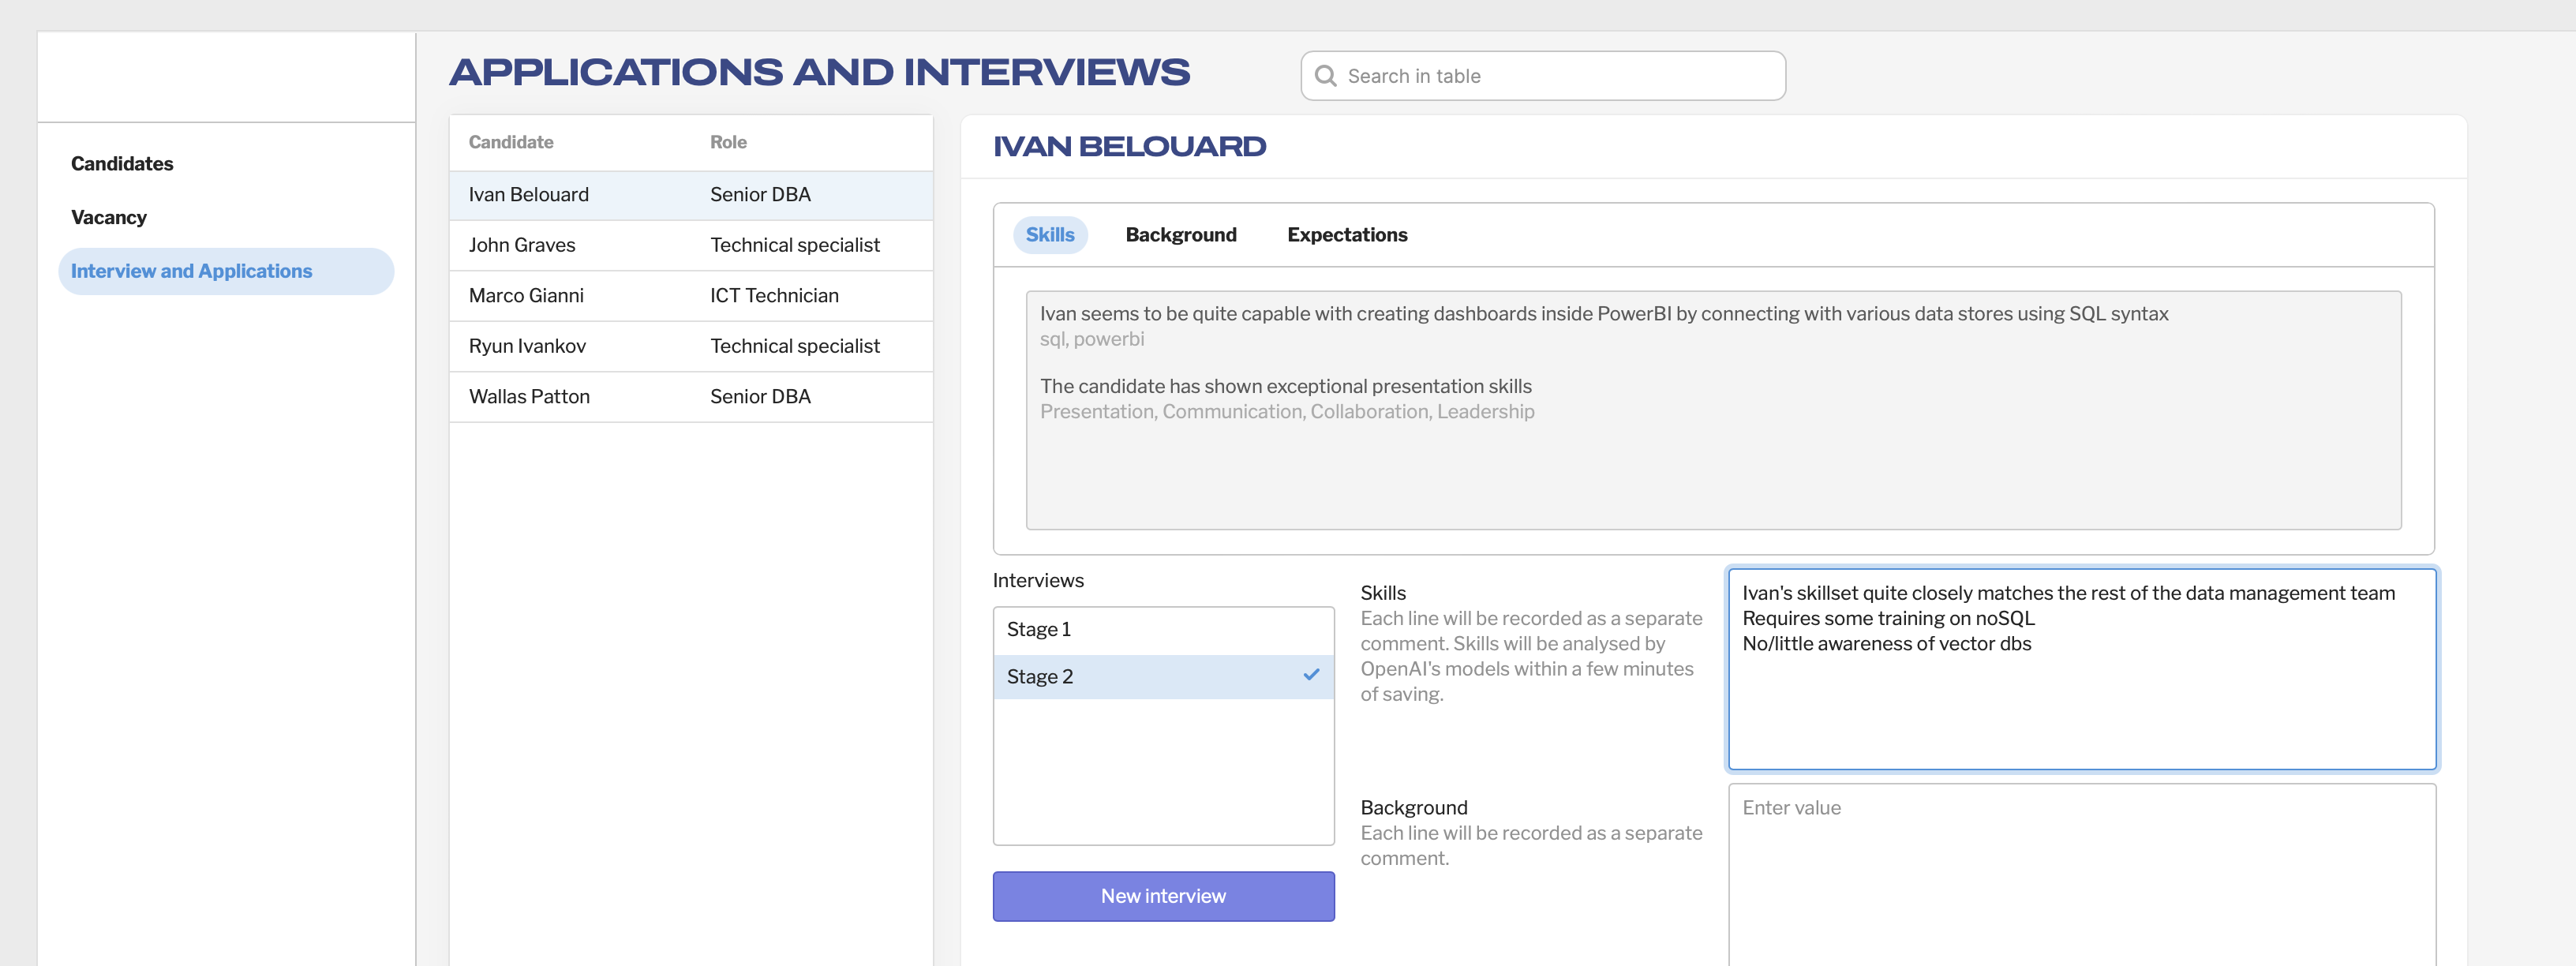 APPLICATIONS AND INTERVIEWS
Search in table
Candidates
Vacancy
Interview and Applications
Candidate Role
Ivan Belouard Senior DBA
John Graves Technical specialist
Marco Gianni ICT Technician
Ryun Ivankov Technical specialist
Wallas Patton Senior DBA
IVAN BELOUARD
Skills Background Expectations
Ivan seems to be quite capable with creating dashboards inside PowerBI by connecting with various data stores using SQL syntax
sql, powerbi
The candidate has shown exceptional presentation skills
Presentation, Communication, Collaboration, Leadership
Interviews
Stage 1
Stage 2
New interview
Skills
Each line will be recorded as a separate
comment. Skills will be analysed by
OpenAI's models within a few minutes
of saving.
Ivan's skillset quite closely matches the rest of the data management team
Requires some training on noSQL
No/little awareness of vector dbs
Background
Each line will be recorded as a separate
comment.
Enter value